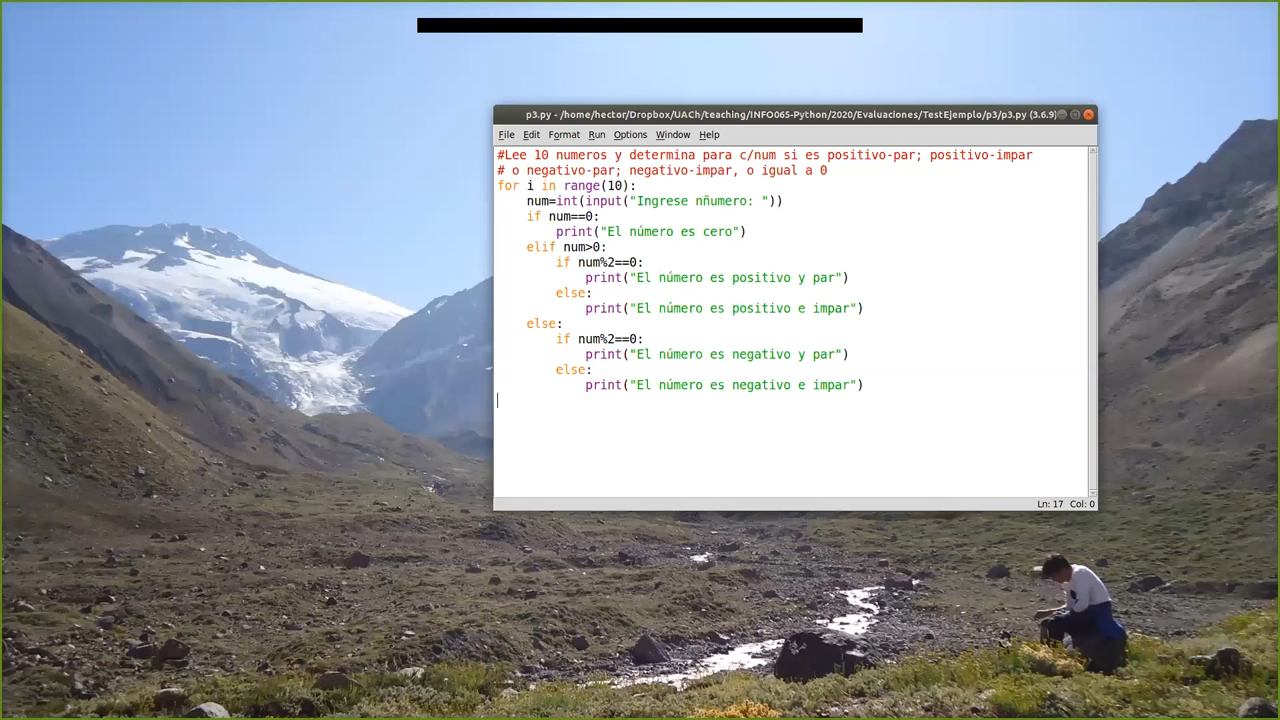 p3.py - /home/hector/Dropbox/UACh/teaching/INFO065-Python/2020/Evaluaciones/TestEjemplo/p3/p3.py (3.6.9)
File Edit Format Run Options Window Help
#Lee 10 numeros y determina para c/num si es positivo-par; positivo-impar
# o negativo-par; negativo-impar, o igual a 0
for i in range(10):
    num=int(input("Ingrese nñumero: "))
    if num==0:
        print("El número es cero")
    elif num>0:
        if num%2==0:
            print("El número es positivo y par")
        else:
            print("El número es positivo e impar")
    else:
        if num%2==0:
            print("El número es negativo y par")
        else:
            print("El número es negativo e impar")
Ln: 17 Col: 0